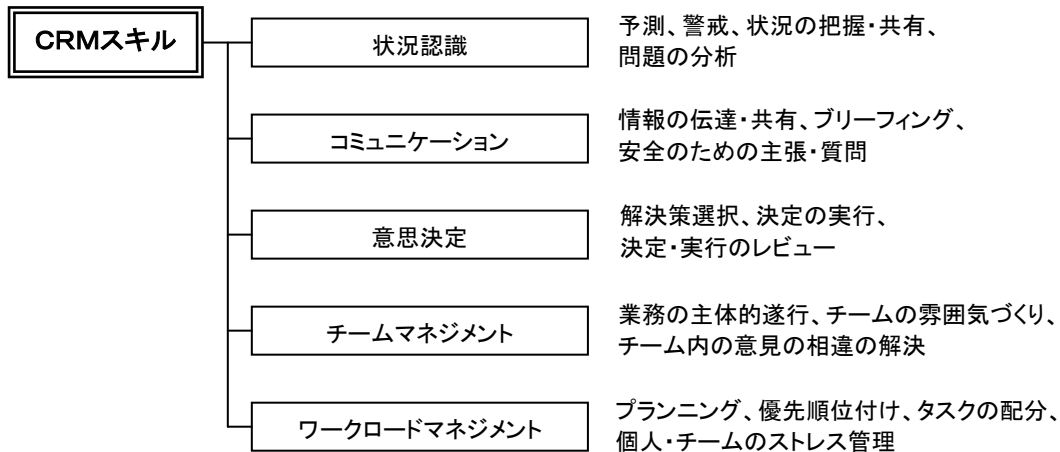 CRMスキル
状況認識
予測、警戒、状況の把握・共有、
問題の分析
コミュニケーション
情報の伝達・共有、ブリーフィング、
安全のための主張・質問
意思決定
解決策選択、決定の実行、
決定・実行のレビュー
チームマネジメント
業務の主体的遂行、チームの雰囲気づくり、
チーム内の意見の相違の解決
ワークロードマネジメント
プランニング、優先順位付け、タスクの配分、
個人・チームのストレス管理